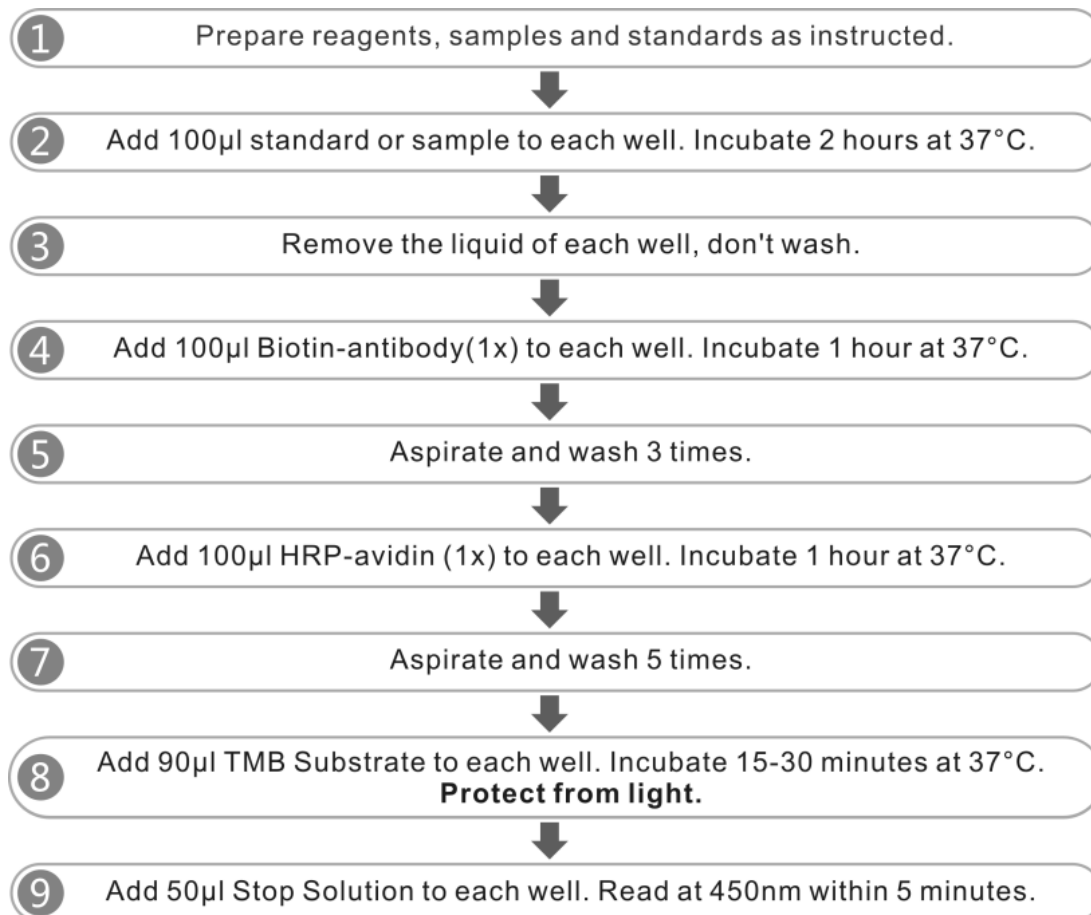 1 Prepare reagents, samples and standards as instructed.
2 Add 100µl standard or sample to each well. Incubate 2 hours at 37°C.
3 Remove the liquid of each well, don't wash.
4 Add 100µl Biotin-antibody(1x) to each well. Incubate 1 hour at 37°C.
5 Aspirate and wash 3 times.
6 Add 100µl HRP-avidin (1x) to each well. Incubate 1 hour at 37°C.
7 Aspirate and wash 5 times.
8 Add 90µl TMB Substrate to each well. Incubate 15-30 minutes at 37°C.
Protect from light.
9 Add 50µl Stop Solution to each well. Read at 450nm within 5 minutes.